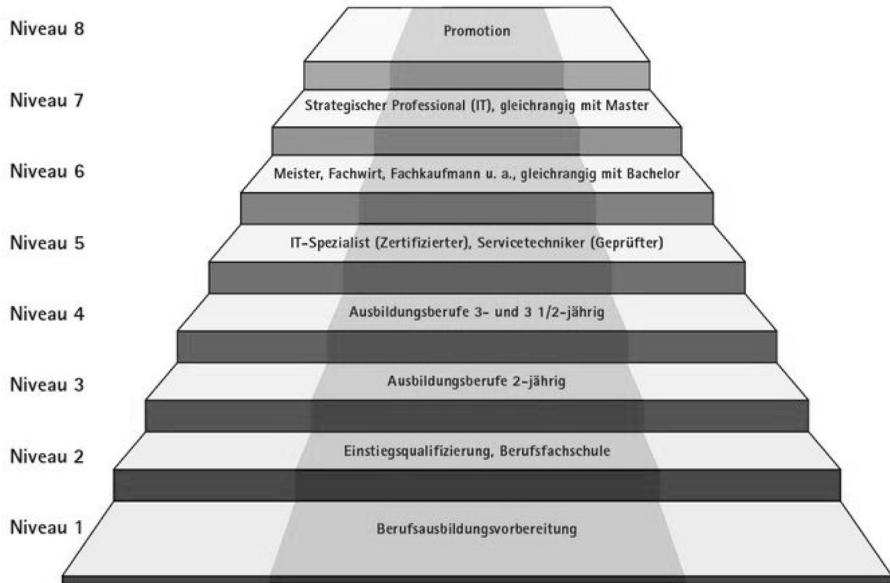 Niveau 8
Promotion
Niveau 7
Strategischer Professional (IT), gleichrangig mit Master
Niveau 6
Meister, Fachwirt, Fachkaufmann u. a., gleichrangig mit Bachelor
Niveau 5
IT-Spezialist (Zertifizierter), Servicetechniker (Geprüfter)
Niveau 4
Ausbildungsberufe 3- und 3 1/2-jährig
Niveau 3
Ausbildungsberufe 2-jährig
Niveau 2
Einstiegsqualifizierung, Berufsfachschule
Niveau 1
Berufsausbildungsvorbereitung